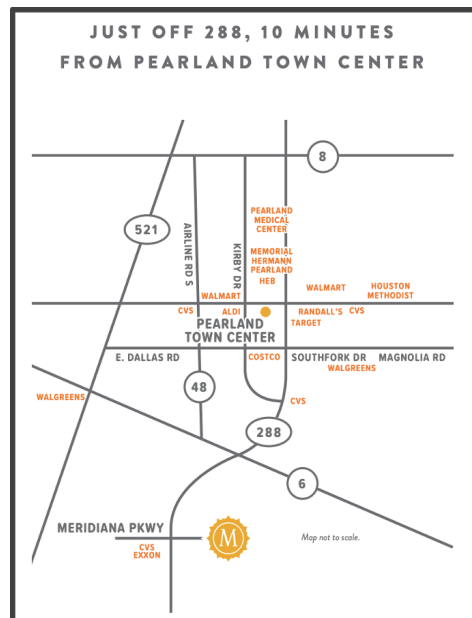 JUST OFF 288, 10 MINUTES
FROM PEARLAND TOWN CENTER
8
PEARLAND
MEDICAL
CENTER
521
AIRLINE RD S
KIRBY DR
MEMORIAL
HERMANN
PEARLAND
HEB
WALMART
WALMART
HOUSTON
METHODIST
CVS
ALDI
RANDALL'S
CVS
PEARLAND
TOWN CENTER
TARGET
E. DALLAS RD
COSTCO
SOUTHFORK DR
MAGNOLIA RD
WALGREENS
48
WALGREENS
CVS
288
6
MERIDIANA PKWY
M
Map not to scale.
CVS
EXXON